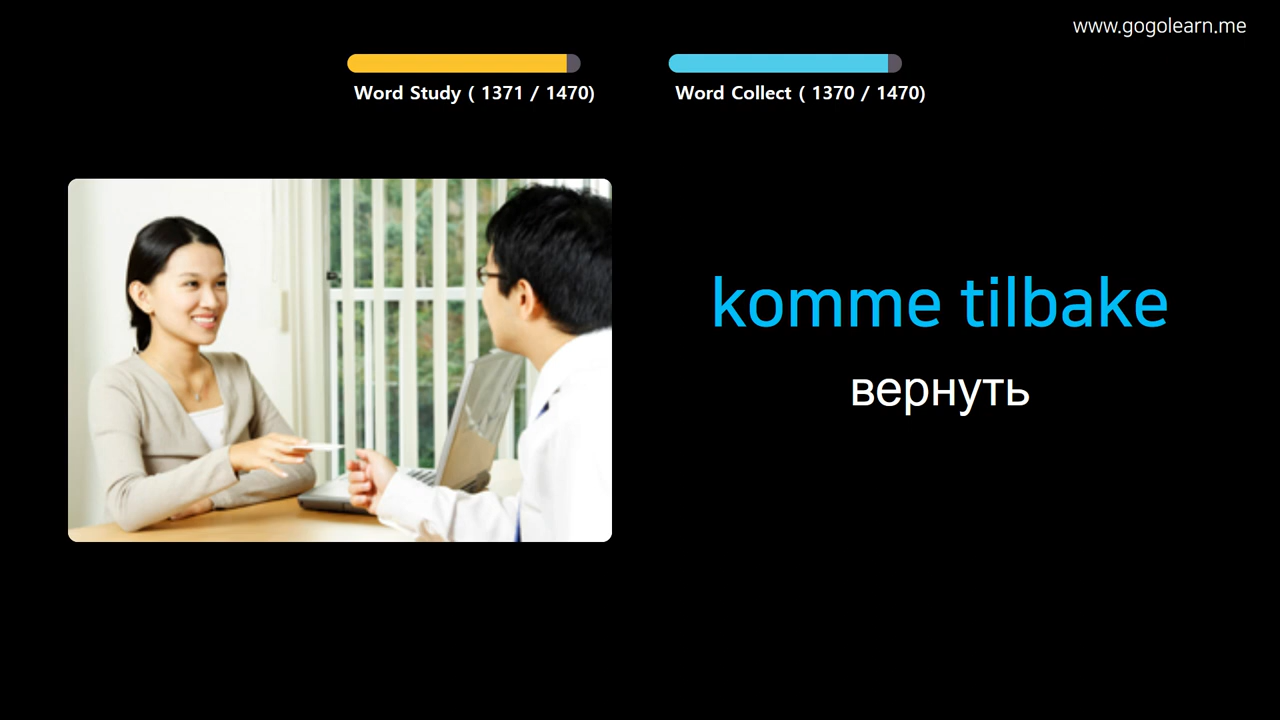 www.gogolearn.me
Word Study ( 1371 / 1470)
Word Collect ( 1370 / 1470)
komme tilbake
вернуть